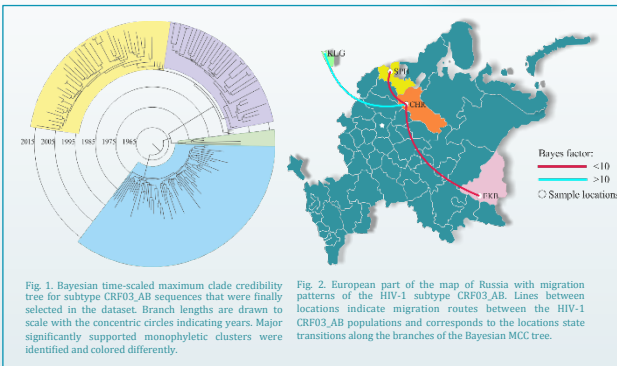 2015 2005 1995 1985 1975 1965
KLG
SPB
CHR
EKB
Bayes factor:
<10
>10
Sample locations
Fig. 1. Bayesian time-scaled maximum clade credibility
tree for subtype CRF03_AB sequences that were finally
selected in the dataset. Branch lengths are drawn to
scale with the concentric circles indicating years. Major
significantly supported monophyletic clusters were
identified and colored differently.
Fig. 2. European part of the map of Russia with migration
patterns of the HIV-1 subtype CRF03_AB. Lines between
locations indicate migration routes between the HIV-1
CRF03_AB populations and corresponds to the locations state
transitions along the branches of the Bayesian MCC tree.